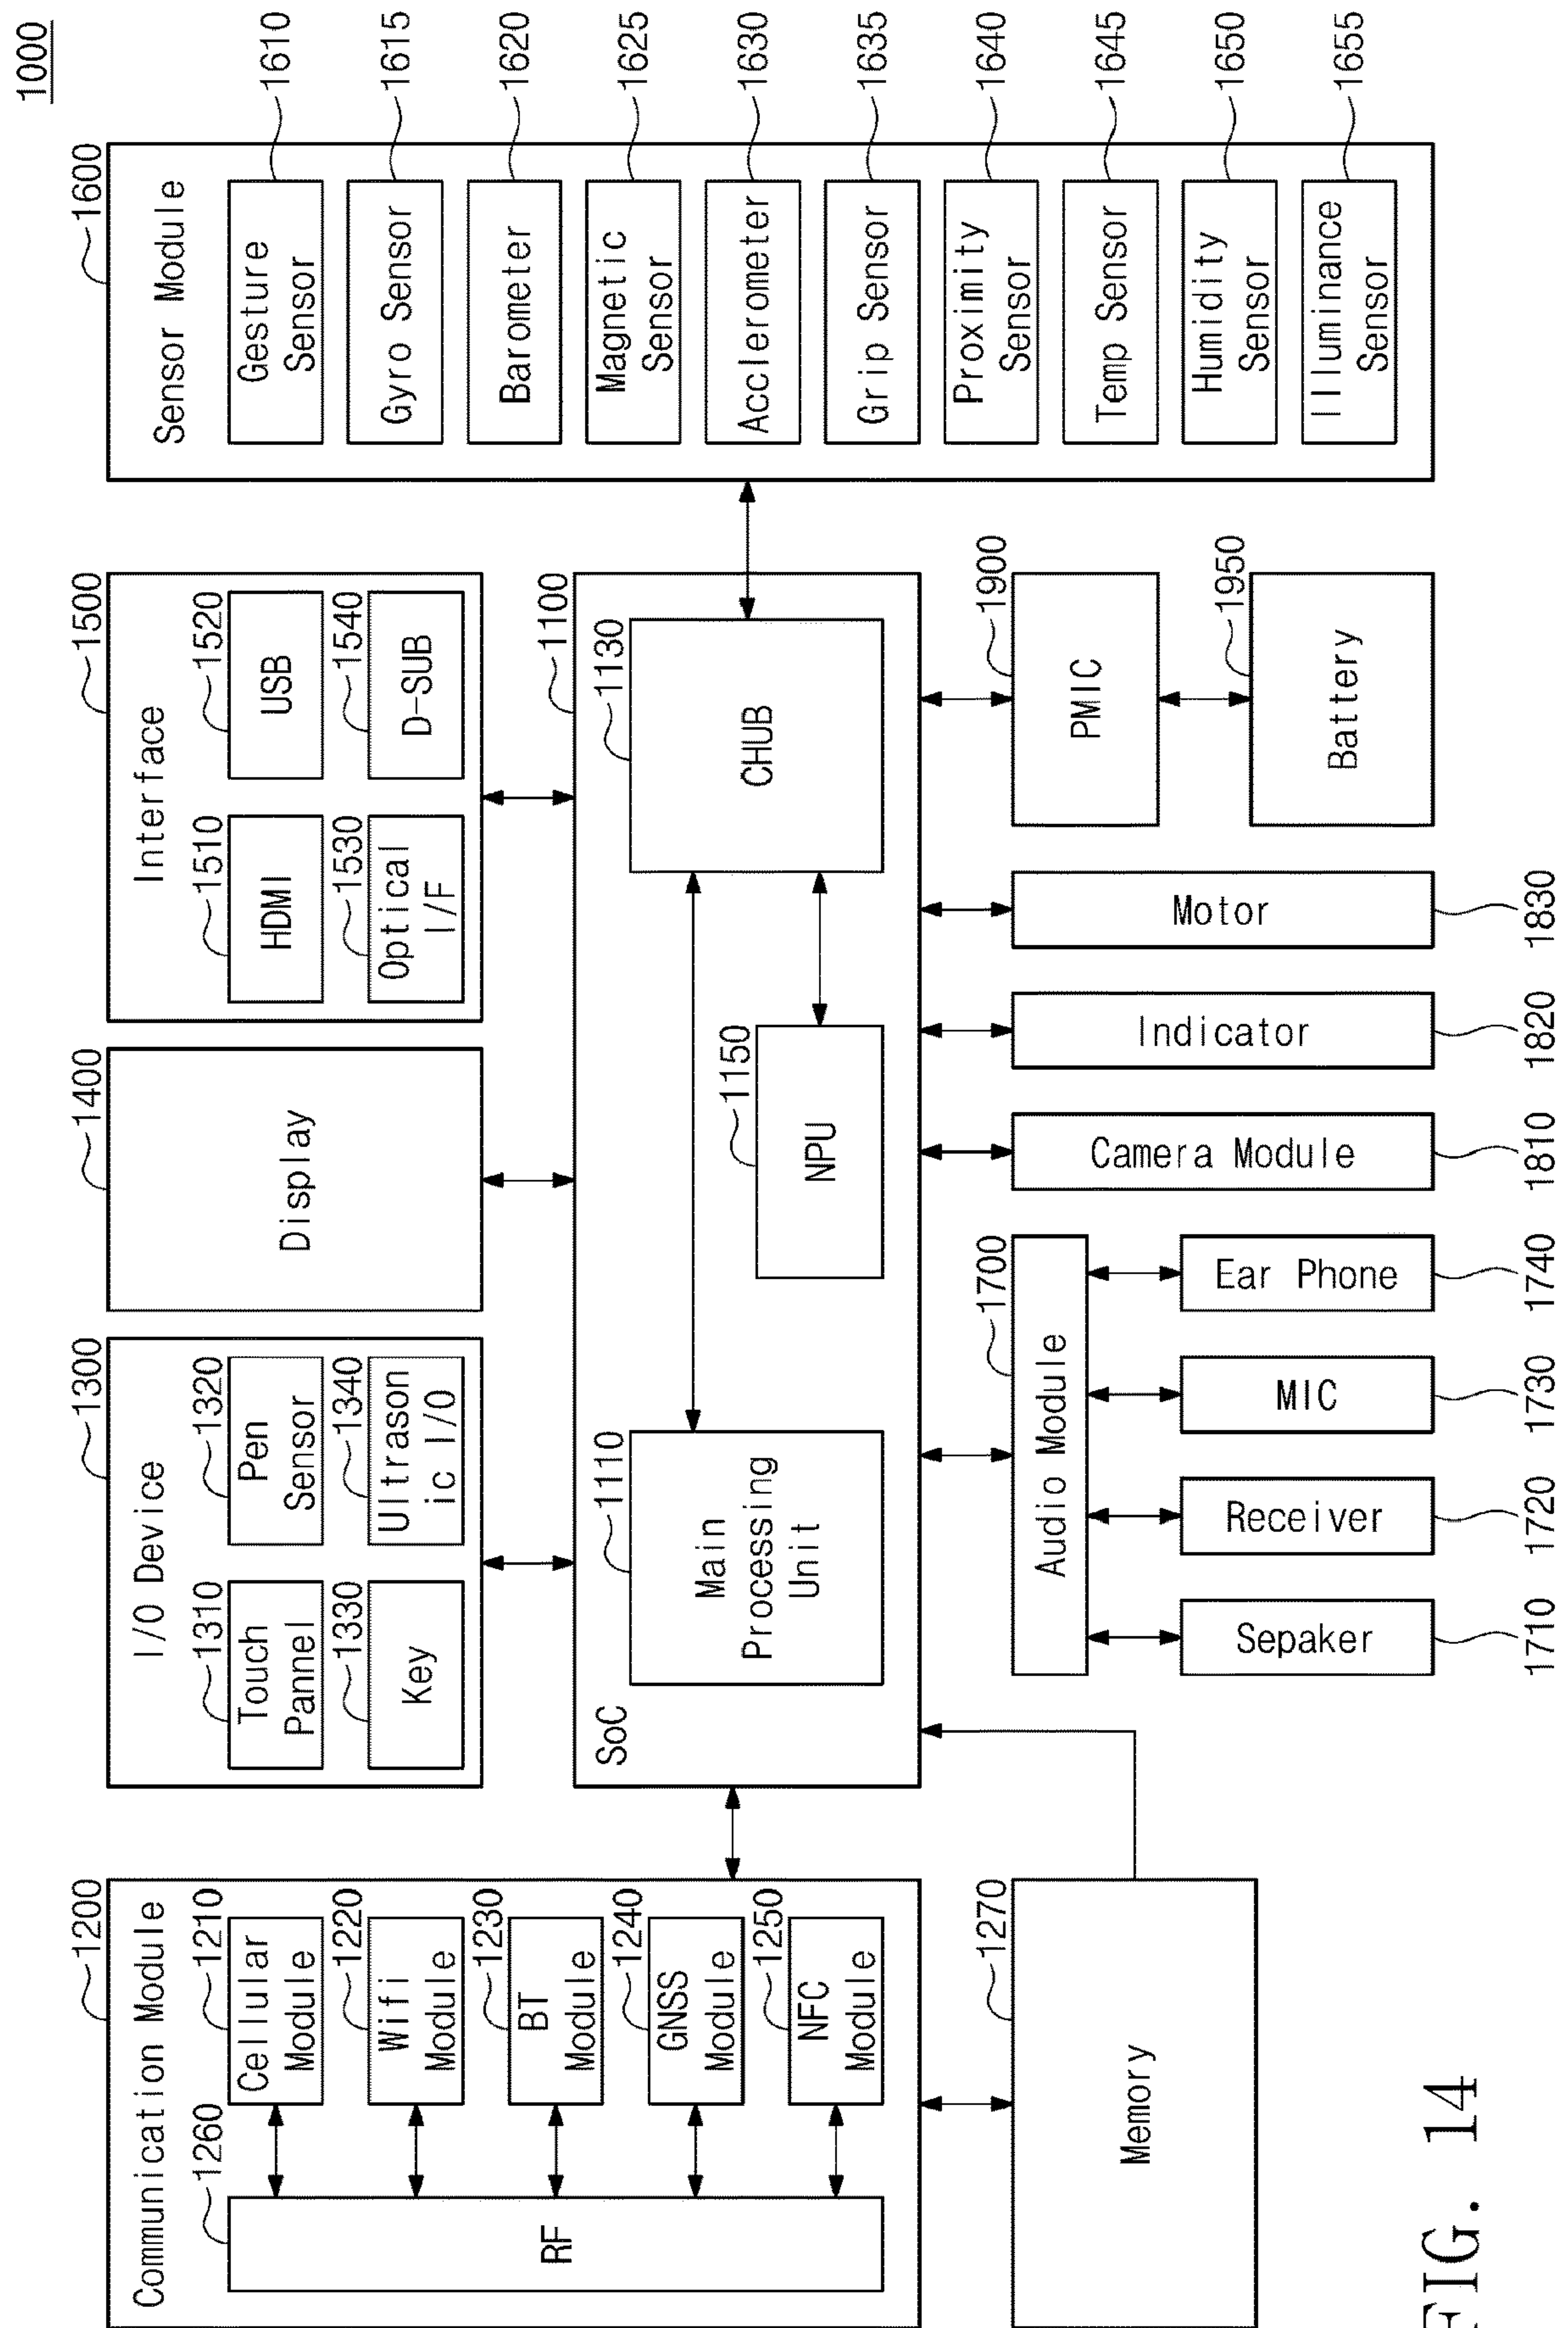 1000
1200
Communication Module
1260
RF
1210
Cellular
Module
1220
Wifi
Module
1230
BT
Module
1240
GNSS
Module
1250
NFC
Module
1270
Memory
1300
I/O Device
1310
Touch
Pannel
1320
Pen
Sensor
1330
Key
1340
Ultrason
ic I/O
1400
Display
1500
Interface
1510
HDMI
1520
USB
1530
Optical
I/F
1540
D-SUB
1100
SoC
1110
Main
Processing
Unit
1150
NPU
1130
CHUB
1600
Sensor Module
Gesture
Sensor
1610
Gyro Sensor
1615
Barometer
1620
Magnetic
Sensor
1625
Acclerometer
1630
Grip Sensor
1635
Proximity
Sensor
1640
Temp Sensor
1645
Humidity
Sensor
1650
Illuminance
Sensor
1655
1700
Audio Module
Sepaker
1710
Receiver
1720
MIC
1730
Ear Phone
1740
Camera Module
1810
Indicator
1820
Motor
1830
1900
PMIC
1950
Battery
FIG. 14